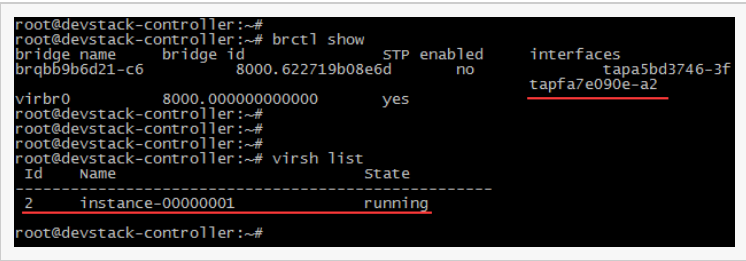 root@devstack-controller:~#
root@devstack-controller:~# brctl show
bridge name     bridge id               STP enabled     interfaces
brqbb9b6d21-c6          8000.622719b08e6d       no              tapa5bd3746-3f
                                                        tapfa7e090e-a2
virbr0          8000.000000000000       yes
root@devstack-controller:~#
root@devstack-controller:~#
root@devstack-controller:~#
root@devstack-controller:~# virsh list
 Id    Name                           State
----------------------------------------------------
 2     instance-00000001              running
root@devstack-controller:~#